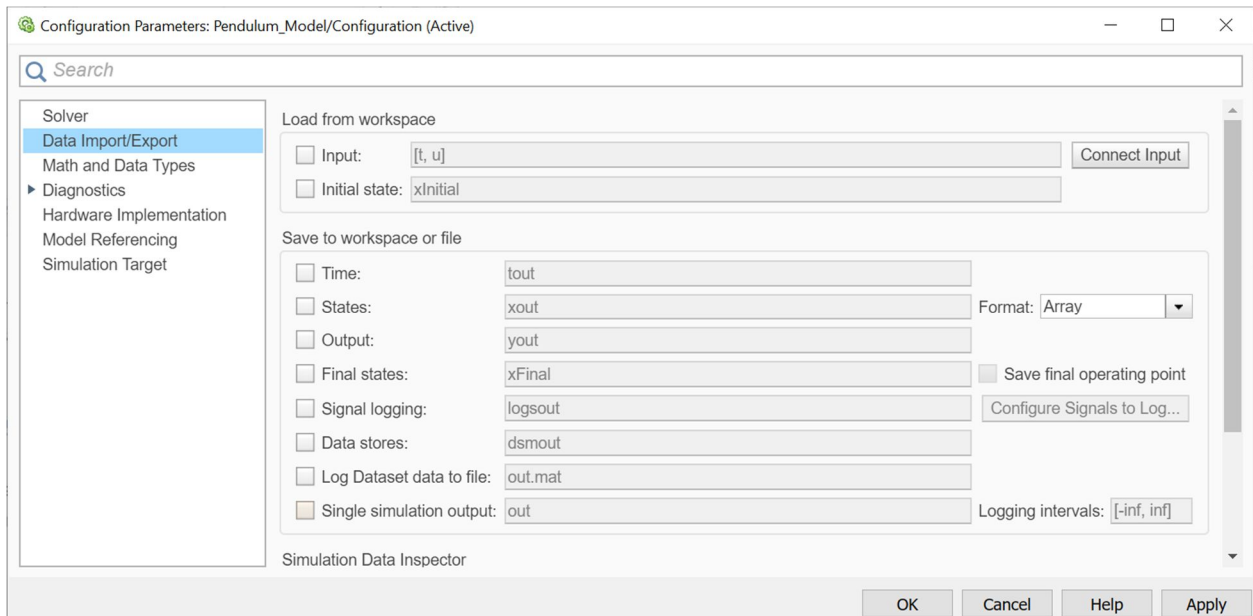 Configuration Parameters: Pendulum_Model/Configuration (Active)
Search
Solver
Data Import/Export
Math and Data Types
Diagnostics
Hardware Implementation
Model Referencing
Simulation Target
Load from workspace
Input: [t, u] Connect Input
Initial state: xInitial
Save to workspace or file
Time: tout
States: xout Format: Array
Output: yout
Final states: xFinal Save final operating point
Signal logging: logsout Configure Signals to Log...
Data stores: dsmout
Log Dataset data to file: out.mat
Single simulation output: out Logging intervals: [-inf, inf]
Simulation Data Inspector
OK Cancel Help Apply